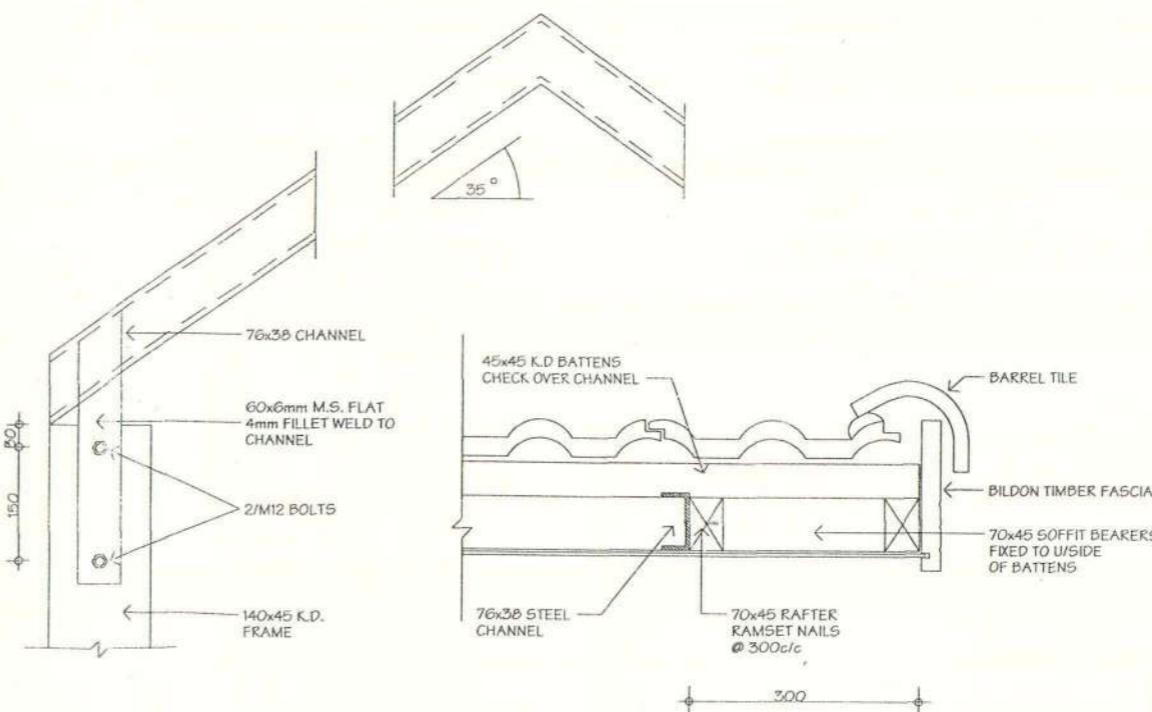 35°
76x38 CHANNEL
60x6mm M.S. FLAT
4mm FILLET WELD TO
CHANNEL
30
150
2/M12 BOLTS
140x45 K.D.
FRAME
45x45 K.D BATTENS
CHECK OVER CHANNEL
BARREL TILE
BILDON TIMBER FASCIA
70x45 SOFFIT BEARERS
FIXED TO U/SIDE
OF BATTENS
76x38 STEEL
CHANNEL
70x45 RAFTER
RAMSET NAILS
@ 300c/c
300